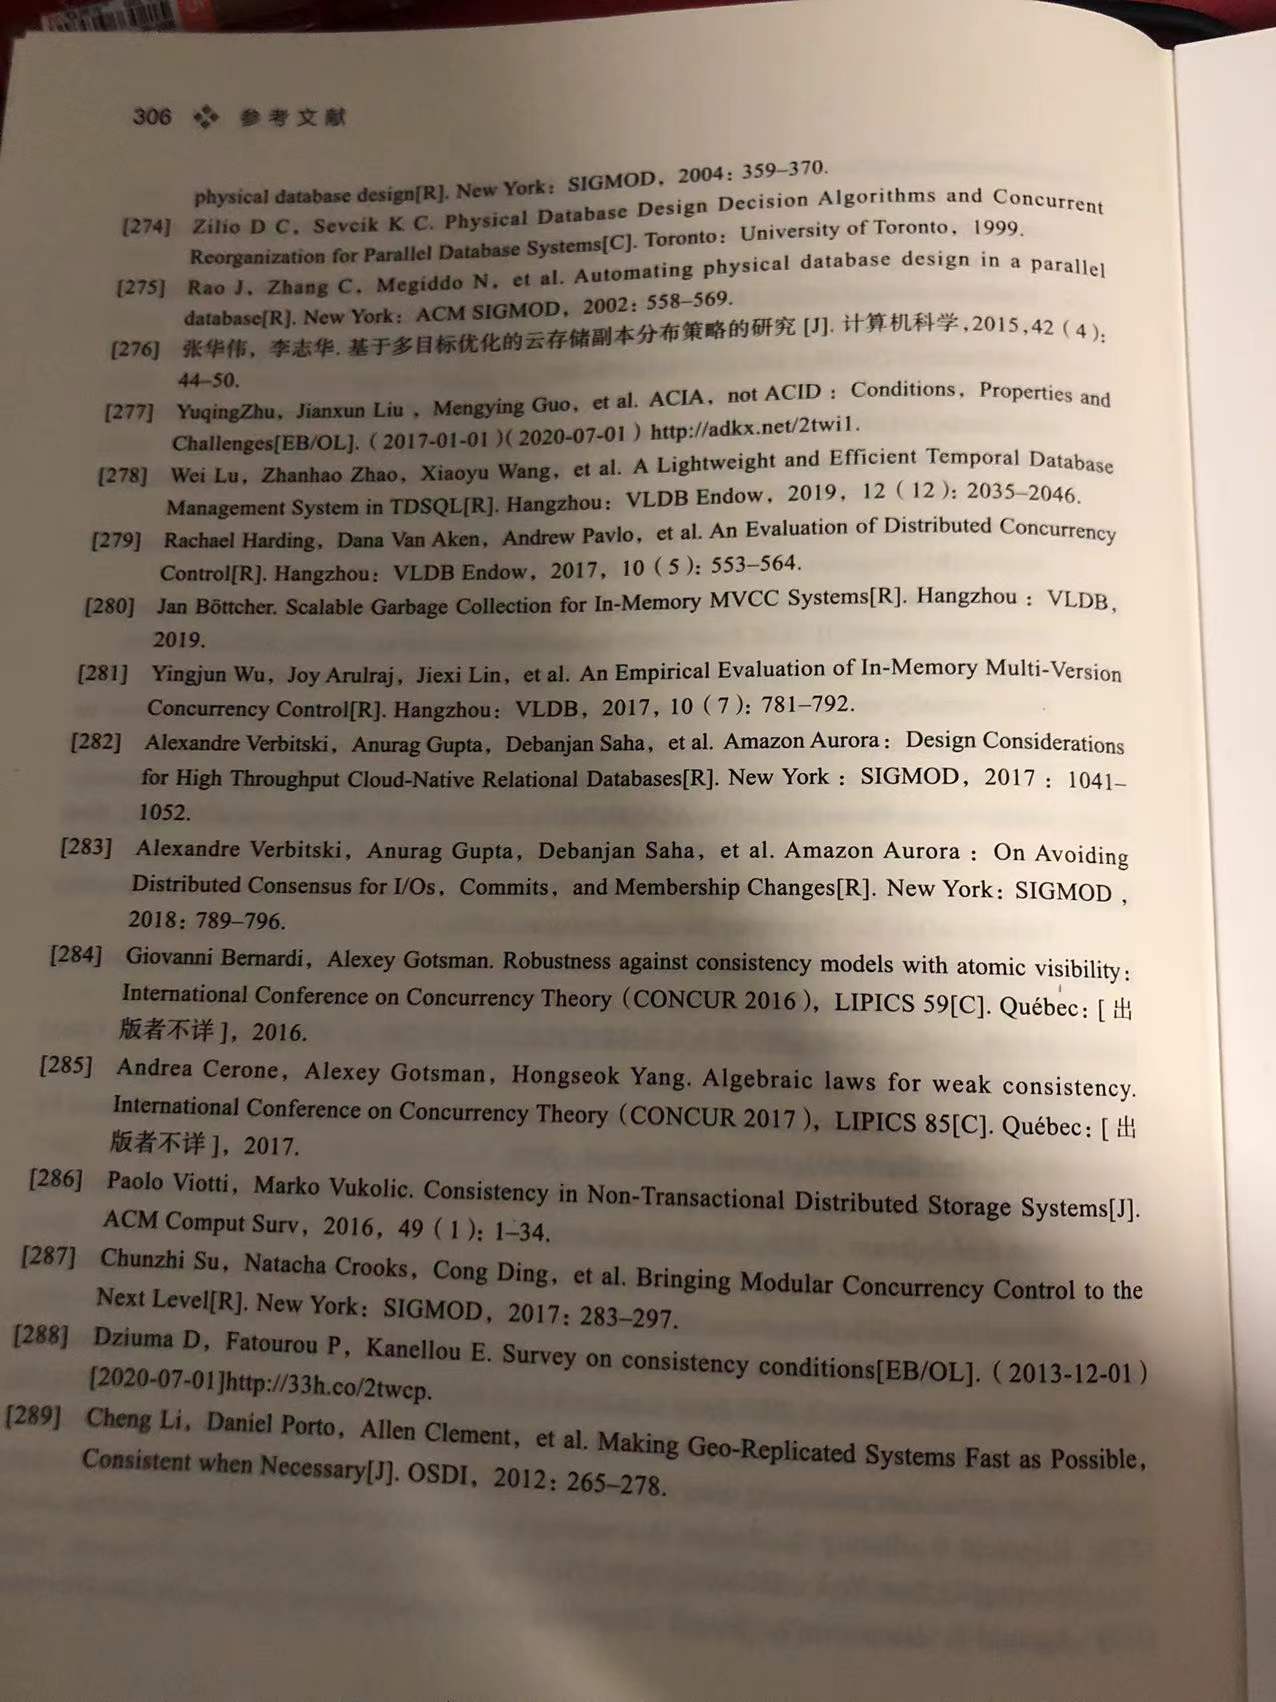 306 参考文献
physical database design[R]. New York：SIGMOD，2004：359–370.
[274] Zilio D C，Sevcik K C. Physical Database Design Decision Algorithms and Concurrent
Reorganization for Parallel Database Systems[C]. Toronto：University of Toronto，1999.
[275] Rao J，Zhang C，Megiddo N，et al. Automating physical database design in a parallel
database[R]. New York：ACM SIGMOD，2002：558–569.
[276] 张华伟，李志华. 基于多目标优化的云存储副本分布策略的研究 [J]. 计算机科学,2015,42（4）：
44–50.
[277] YuqingZhu，Jianxun Liu，Mengying Guo，et al. ACIA，not ACID：Conditions，Properties and
Challenges[EB/OL].（2017-01-01）（2020-07-01）http://adkx.net/2twi1.
[278] Wei Lu，Zhanhao Zhao，Xiaoyu Wang，et al. A Lightweight and Efficient Temporal Database
Management System in TDSQL[R]. Hangzhou：VLDB Endow，2019，12（12）：2035–2046.
[279] Rachael Harding，Dana Van Aken，Andrew Pavlo，et al. An Evaluation of Distributed Concurrency
Control[R]. Hangzhou：VLDB Endow，2017，10（5）：553–564.
[280] Jan Böttcher. Scalable Garbage Collection for In-Memory MVCC Systems[R]. Hangzhou：VLDB，
2019.
[281] Yingjun Wu，Joy Arulraj，Jiexi Lin，et al. An Empirical Evaluation of In-Memory Multi-Version
Concurrency Control[R]. Hangzhou：VLDB，2017，10（7）：781–792.
[282] Alexandre Verbitski，Anurag Gupta，Debanjan Saha，et al. Amazon Aurora：Design Considerations
for High Throughput Cloud-Native Relational Databases[R]. New York：SIGMOD，2017：1041–
1052.
[283] Alexandre Verbitski，Anurag Gupta，Debanjan Saha，et al. Amazon Aurora：On Avoiding
Distributed Consensus for I/Os，Commits，and Membership Changes[R]. New York：SIGMOD，
2018：789–796.
[284] Giovanni Bernardi，Alexey Gotsman. Robustness against consistency models with atomic visibility：
International Conference on Concurrency Theory（CONCUR 2016），LIPICS 59[C]. Québec：[ 出
版者不详 ]，2016.
[285] Andrea Cerone，Alexey Gotsman，Hongseok Yang. Algebraic laws for weak consistency.
International Conference on Concurrency Theory（CONCUR 2017），LIPICS 85[C]. Québec：[ 出
版者不详 ]，2017.
[286] Paolo Viotti，Marko Vukolic. Consistency in Non-Transactional Distributed Storage Systems[J].
ACM Comput Surv，2016，49（1）：1–34.
[287] Chunzhi Su，Natacha Crooks，Cong Ding，et al. Bringing Modular Concurrency Control to the
Next Level[R]. New York：SIGMOD，2017：283–297.
[288] Dziuma D，Fatourou P，Kanellou E. Survey on consistency conditions[EB/OL].（2013-12-01）
[2020-07-01]http://33h.co/2twcp.
[289] Cheng Li，Daniel Porto，Allen Clement，et al. Making Geo-Replicated Systems Fast as Possible，
Consistent when Necessary[J]. OSDI，2012：265–278.